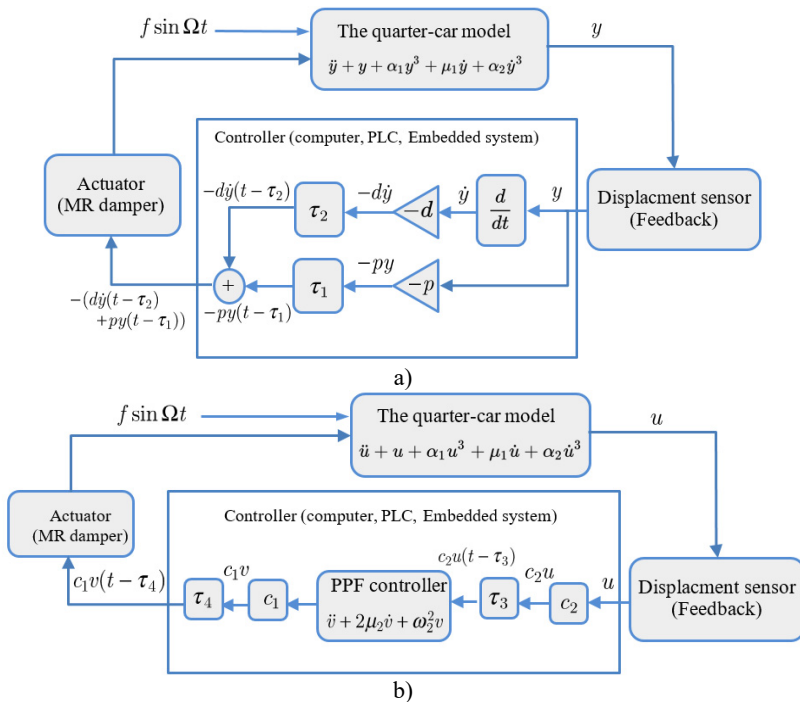 f sin Ωt
The quarter-car model
ÿ + y + α₁y³ + μ₁ẏ + α₂ẏ³
y
Controller (computer, PLC, Embedded system)
Actuator
(MR damper)
−dẏ(t − τ₂)
τ₂
−dẏ
−d
ẏ
d/dt
y
Displacment sensor
(Feedback)
+
τ₁
−py
−p
−py(t − τ₁)
−(dẏ(t − τ₂)
+py(t − τ₁))
a)
f sin Ωt
The quarter-car model
ü + u + α₁u³ + μ₁u̇ + α₂u̇³
u
Actuator
(MR damper)
Controller (computer, PLC, Embedded system)
c₁v(t − τ₄)
τ₄
c₁v
c₁
PPF controller
v̈ + 2μ₂v̇ + ω₂²v
c₂u(t − τ₃)
τ₃
c₂u
c₂
u
Displacment sensor
(Feedback)
b)